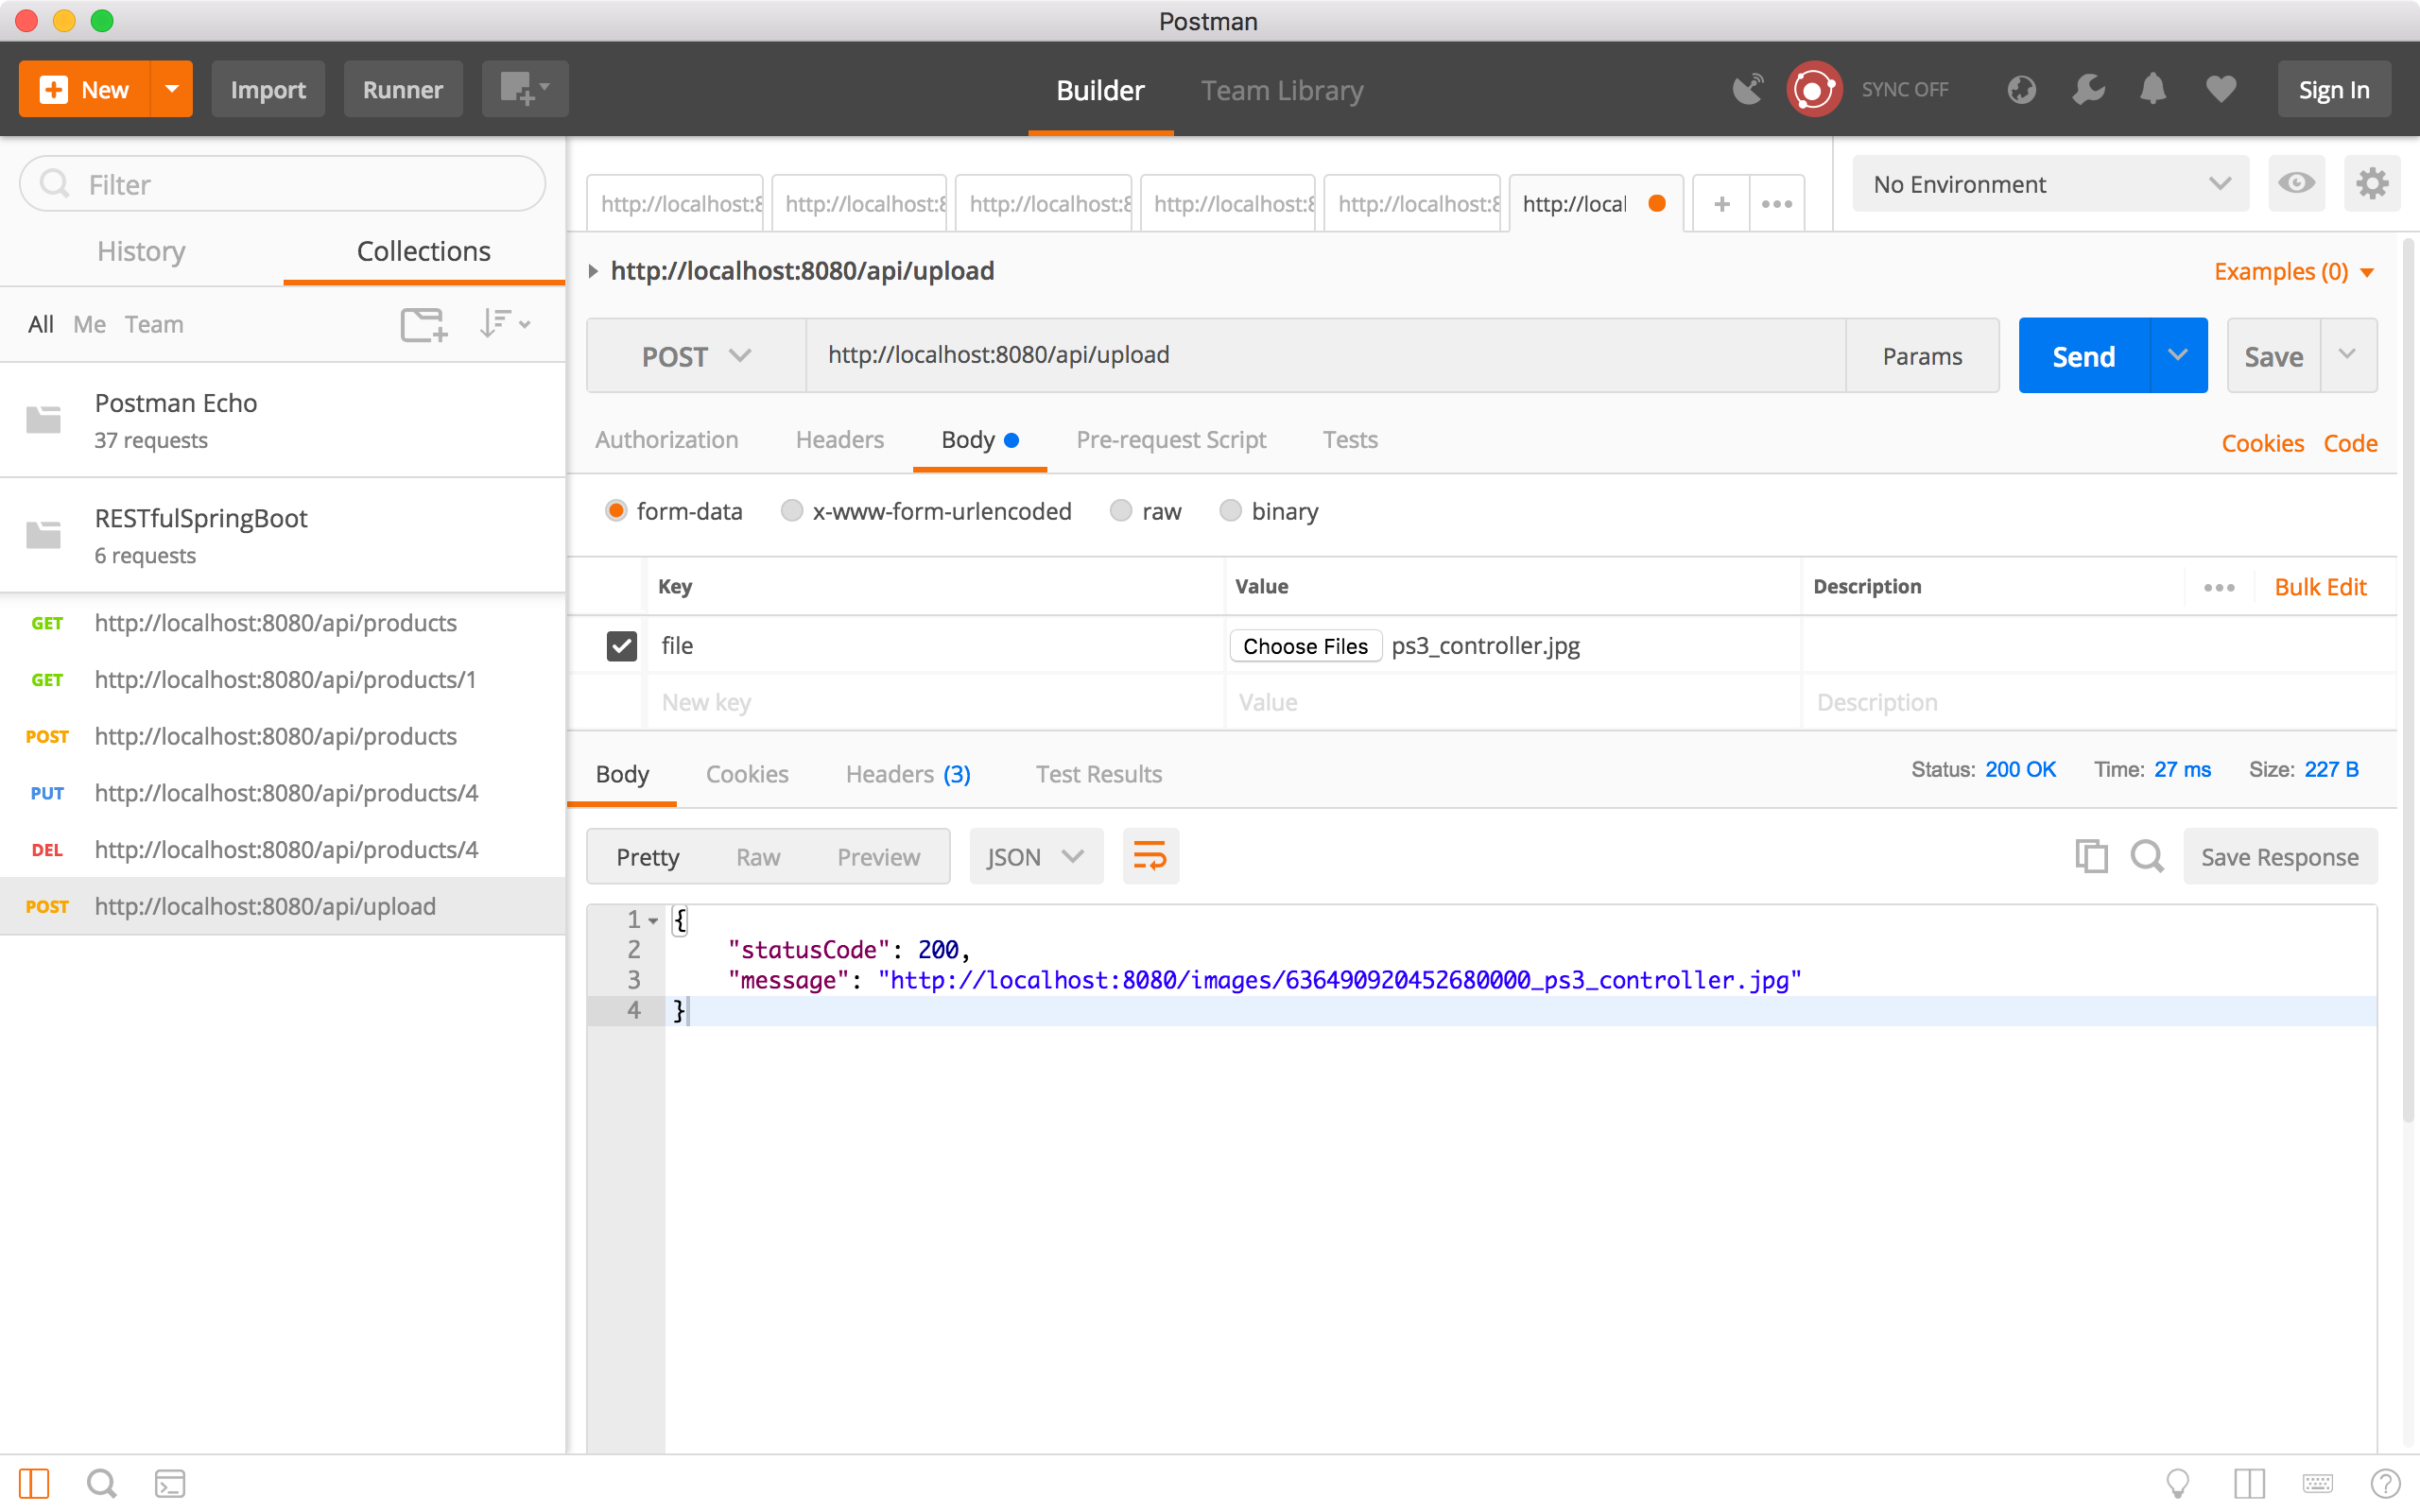 Postman
New Import Runner Builder Team Library SYNC OFF Sign In
Filter
History Collections
All Me Team
Postman Echo
37 requests
RESTfulSpringBoot
6 requests
GET http://localhost:8080/api/products
GET http://localhost:8080/api/products/1
POST http://localhost:8080/api/products
PUT http://localhost:8080/api/products/4
DEL http://localhost:8080/api/products/4
POST http://localhost:8080/api/upload
http://localhost:8 http://localhost:8 http://localhost:8 http://localhost:8 http://localhost:8 http://local
No Environment
http://localhost:8080/api/upload
Examples (0)
POST http://localhost:8080/api/upload Params Send Save
Authorization Headers Body Pre-request Script Tests Cookies Code
form-data x-www-form-urlencoded raw binary
Key Value Description Bulk Edit
file Choose Files ps3_controller.jpg
New key Value Description
Body Cookies Headers (3) Test Results Status: 200 OK Time: 27 ms Size: 227 B
Pretty Raw Preview JSON Save Response
1 {
2 "statusCode": 200,
3 "message": "http://localhost:8080/images/636490920452680000_ps3_controller.jpg"
4 }